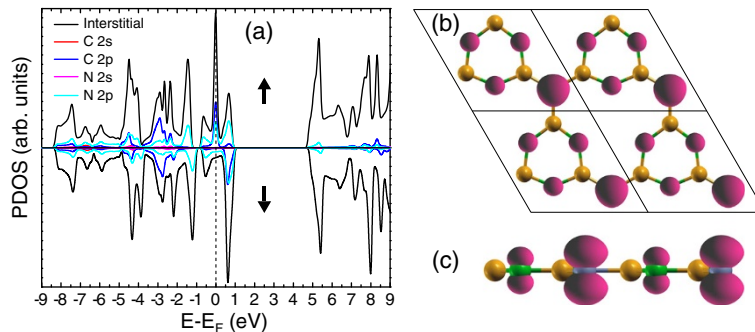 (a)
Interstitial
C 2s
C 2p
N 2s
N 2p
PDOS (arb. units)
-9 -8 -7 -6 -5 -4 -3 -2 -1 0 1 2 3 4 5 6 7 8 9
E-E_F (eV)
(b)
(c)